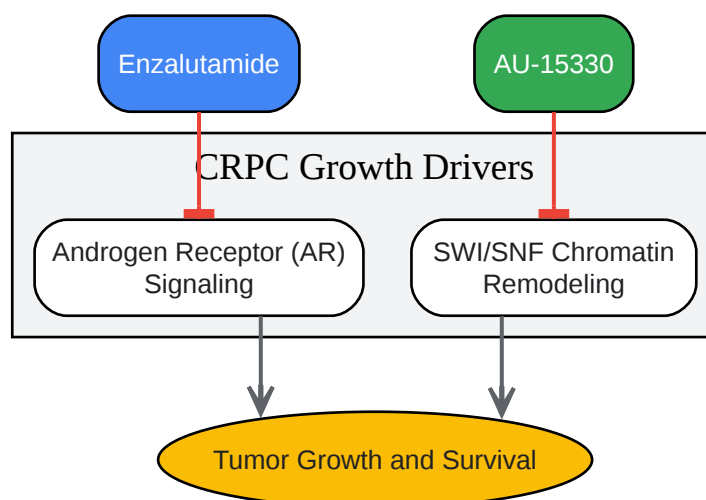 Enzalutamide
AU-15330
CRPC Growth Drivers
Androgen Receptor (AR)
Signaling
SWI/SNF Chromatin
Remodeling
Tumor Growth and Survival